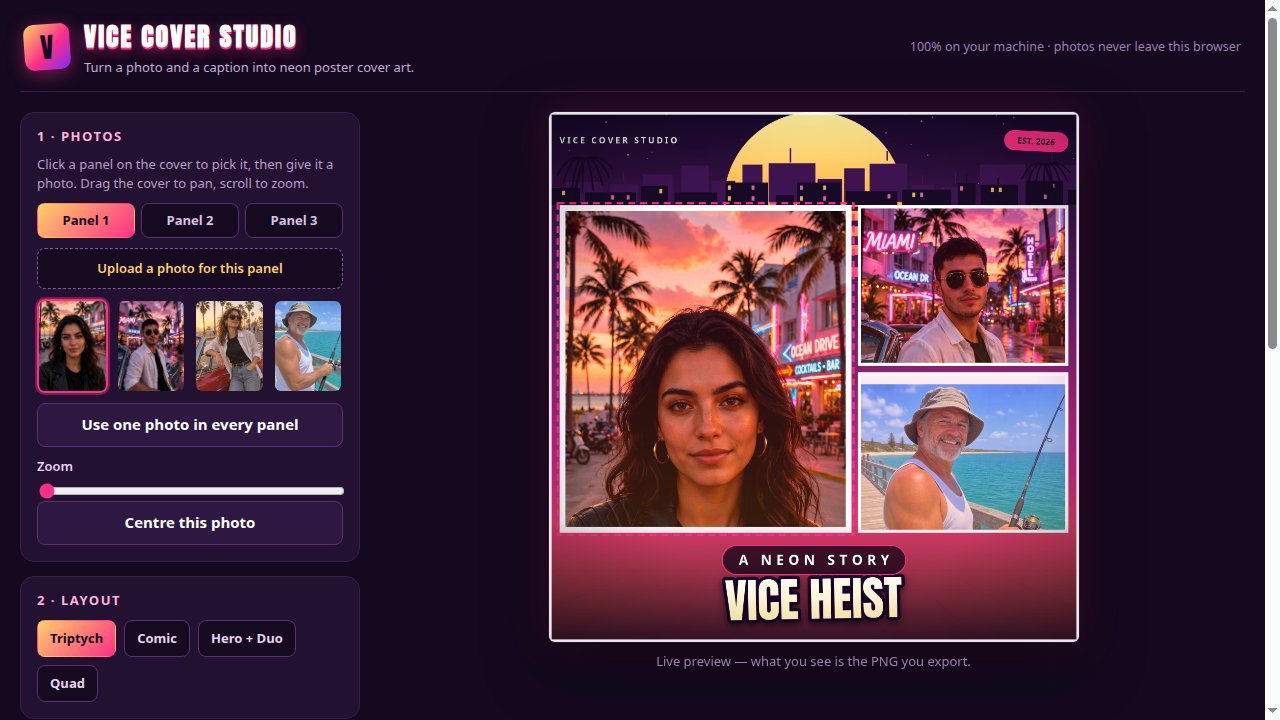 V
VICE COVER STUDIO
Turn a photo and a caption into neon poster cover art.
100% on your machine · photos never leave this browser
1 · PHOTOS
Click a panel on the cover to pick it, then give it a
photo. Drag the cover to pan, scroll to zoom.
Panel 1
Panel 2
Panel 3
Upload a photo for this panel
MIAMI
Use one photo in every panel
Zoom
Centre this photo
2 · LAYOUT
Triptych
Comic
Hero + Duo
Quad
VICE COVER STUDIO
EST. 2026
OCEAN DRIVE
COCKTAILS • BAR
MIAMI
OCEAN DR
HOTEL
A NEON STORY
VICE HEIST
Live preview — what you see is the PNG you export.